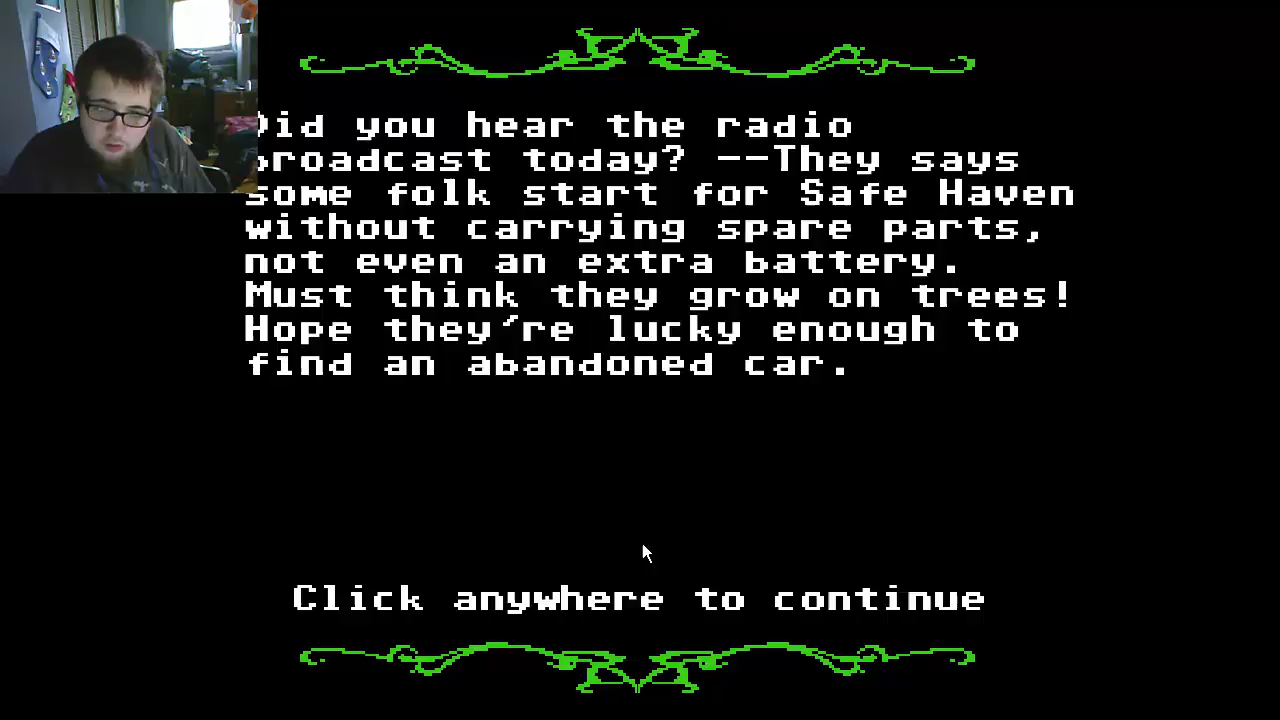 Did you hear the radio
broadcast today? --They says
some folk start for Safe Haven
without carrying spare parts,
not even an extra battery.
Must think they grow on trees!
Hope they're lucky enough to
find an abandoned car.
Click anywhere to continue